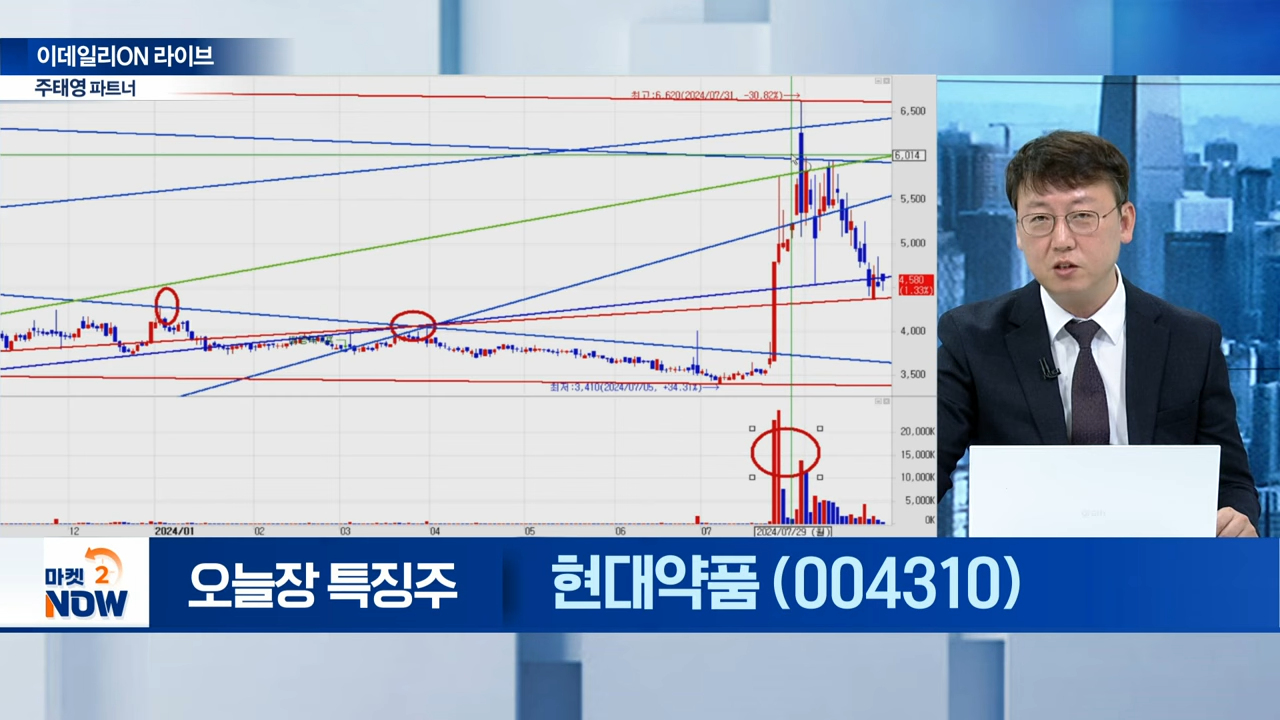 이데일리ON 라이브
주태영 파트너
최고:6,620(2024/07/31, -30.82%)→
6,500
6,014
5,500
5,000
4,580
(1.33%)
4,000
3,500
최저:3,410(2024/07/05, +34.31%)→
20,000K
15,000K
10,000K
5,000K
0K
12 2024/01 02 03 04 05 06 07 2024/07/29 (월)
마켓 2
NOW
오늘장 특징주 현대약품 (004310)